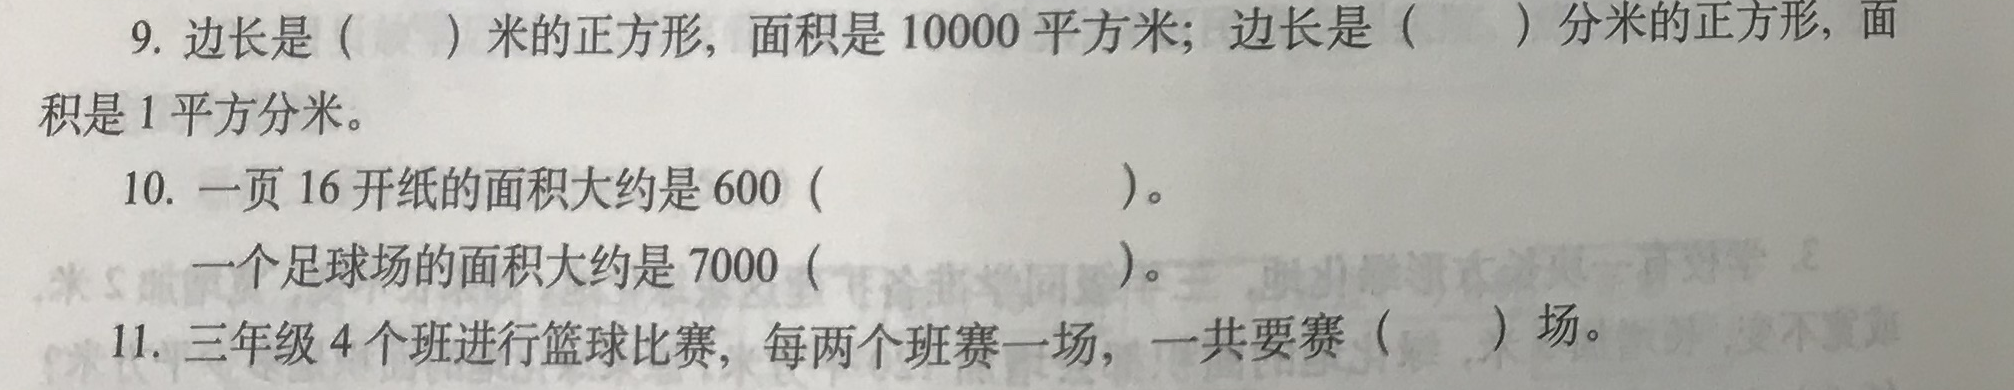 9. 边长是（　　）米的正方形，面积是 10000 平方米；边长是（　　）分米的正方形，面
积是 1 平方分米。
10. 一页 16 开纸的面积大约是 600（　　　　　　）。
一个足球场的面积大约是 7000（　　　　　　）。
11. 三年级 4 个班进行篮球比赛，每两个班赛一场，一共要赛（　　）场。